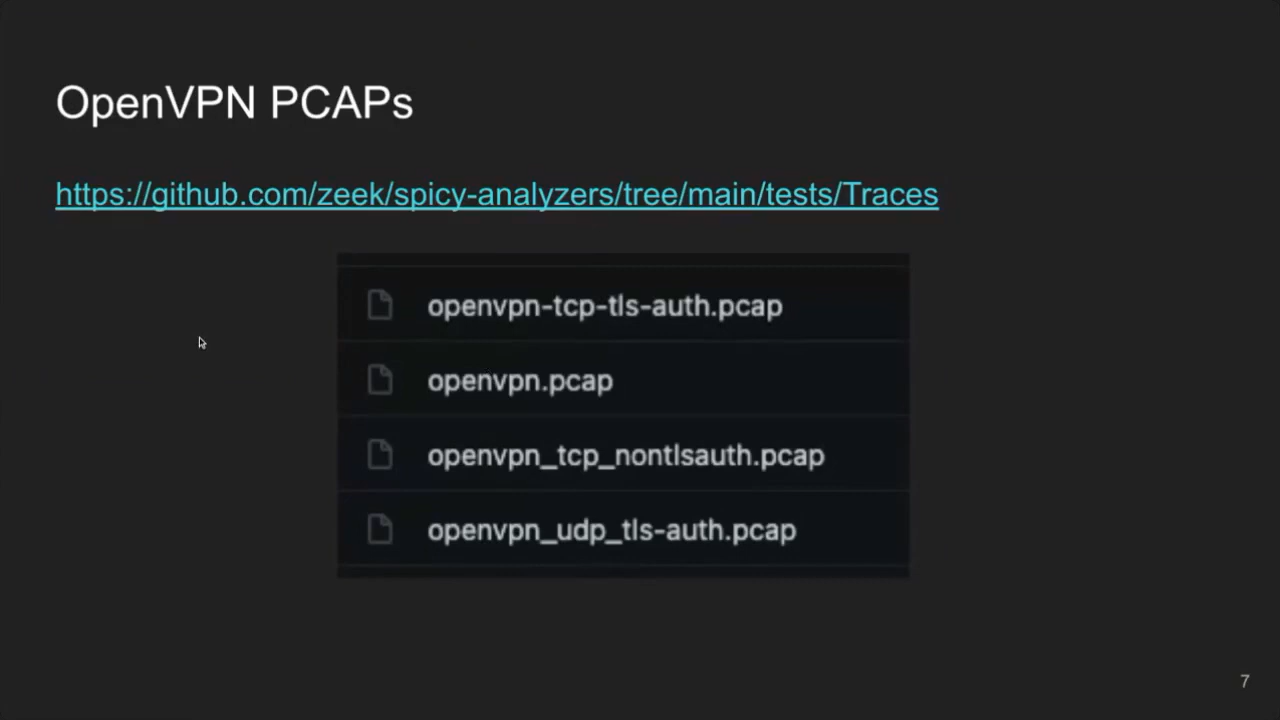 OpenVPN PCAPs
https://github.com/zeek/spicy-analyzers/tree/main/tests/Traces
openvpn-tcp-tls-auth.pcap
openvpn.pcap
openvpn_tcp_nontlsauth.pcap
openvpn_udp_tls-auth.pcap
7